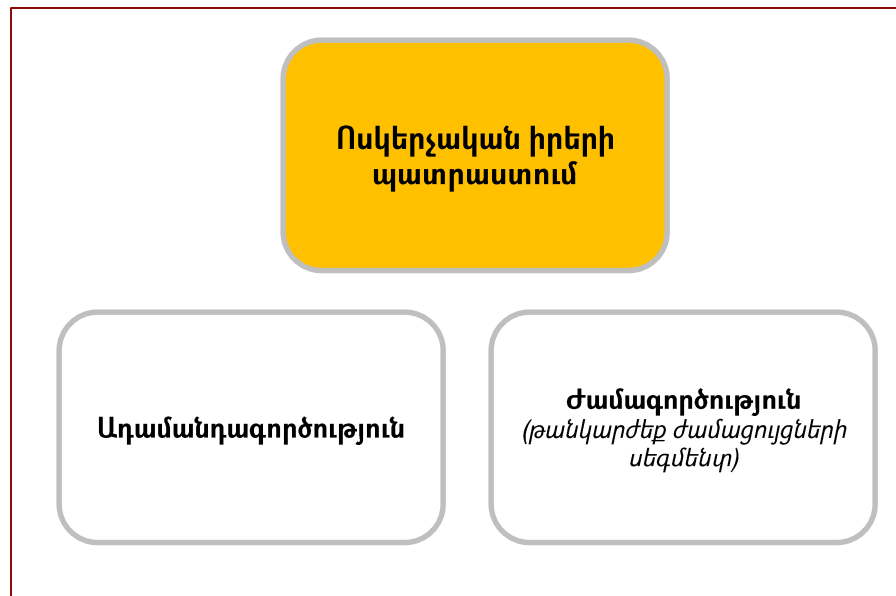 Ոսկերչական իրերի
պատրաստում
Ադամանդագործություն
Ժամագործություն
(թանկարժեք ժամացույցների
սեգմենտ)